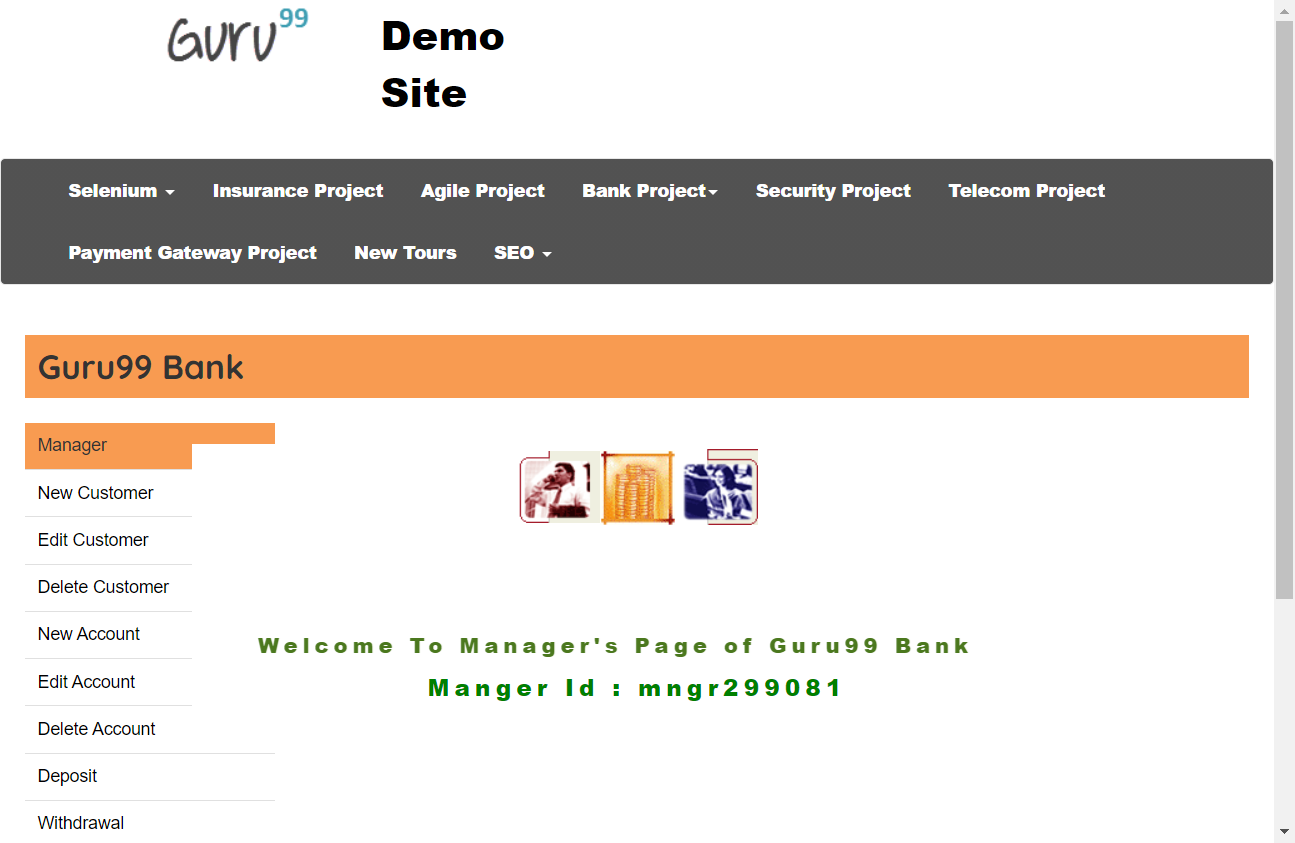 Guru99
Demo
Site
Selenium
Insurance Project
Agile Project
Bank Project
Security Project
Telecom Project
Payment Gateway Project
New Tours
SEO
Guru99 Bank
Manager
New Customer
Edit Customer
Delete Customer
New Account
Edit Account
Delete Account
Deposit
Withdrawal
Welcome To Manager's Page of Guru99 Bank
Manger Id : mngr299081